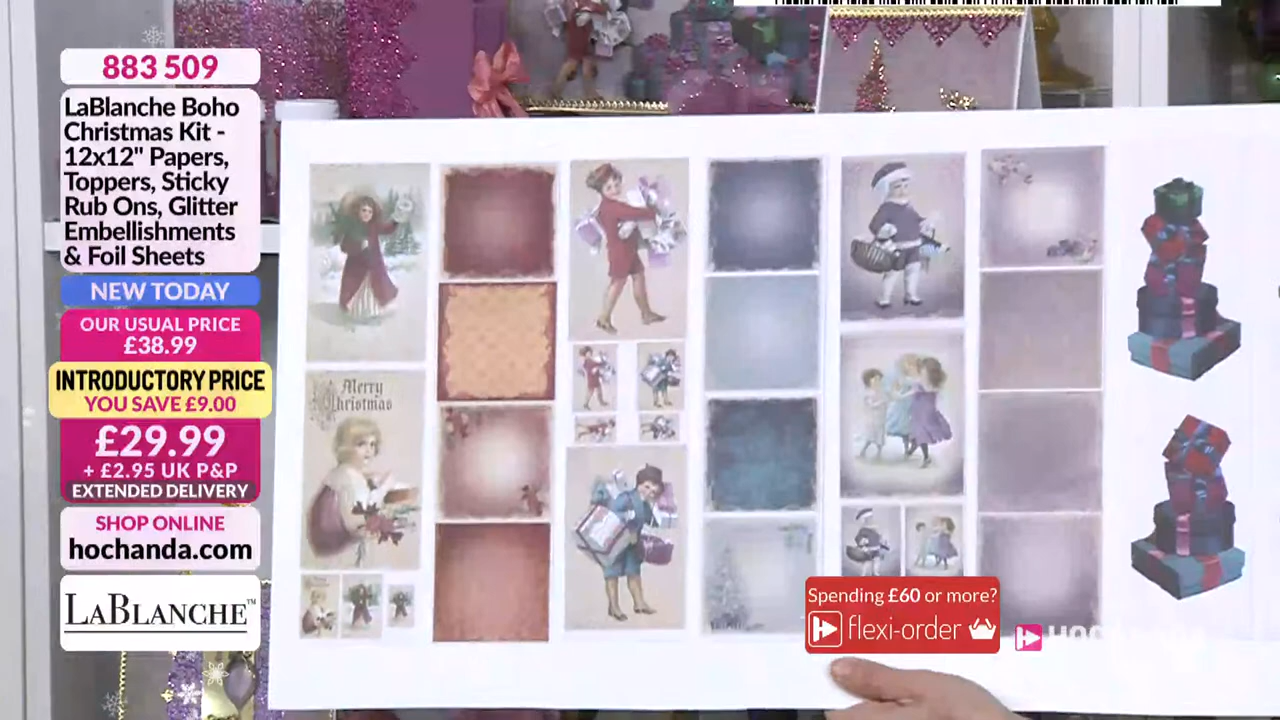 883 509
LaBlanche Boho
Christmas Kit -
12x12" Papers,
Toppers, Sticky
Rub Ons, Glitter
Embellishments
& Foil Sheets
NEW TODAY
OUR USUAL PRICE
£38.99
INTRODUCTORY PRICE
YOU SAVE £9.00
£29.99
+ £2.95 UK P&P
EXTENDED DELIVERY
SHOP ONLINE
hochanda.com
LABLANCHE™
Merry
Christmas
Spending £60 or more?
flexi-order
HOCHANDA